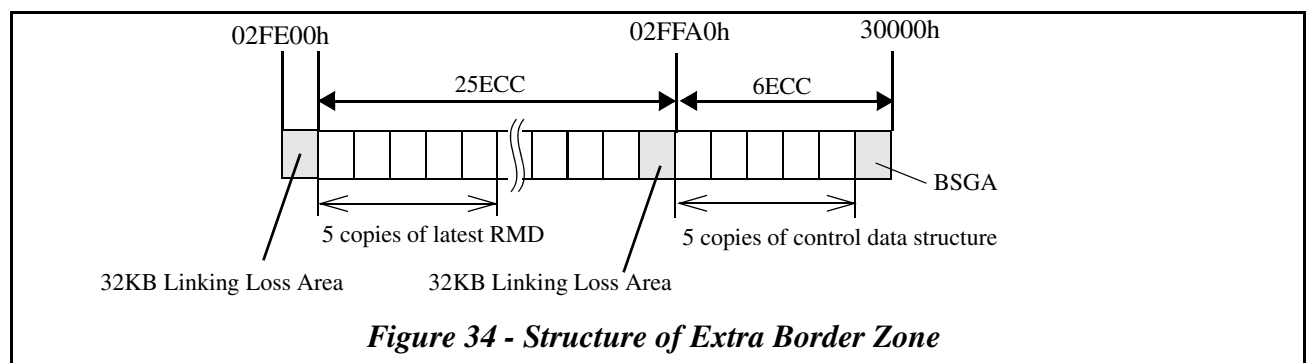 02FE00h 02FFA0h 30000h
25ECC 6ECC
BSGA
5 copies of latest RMD 5 copies of control data structure
32KB Linking Loss Area 32KB Linking Loss Area
Figure 34 - Structure of Extra Border Zone